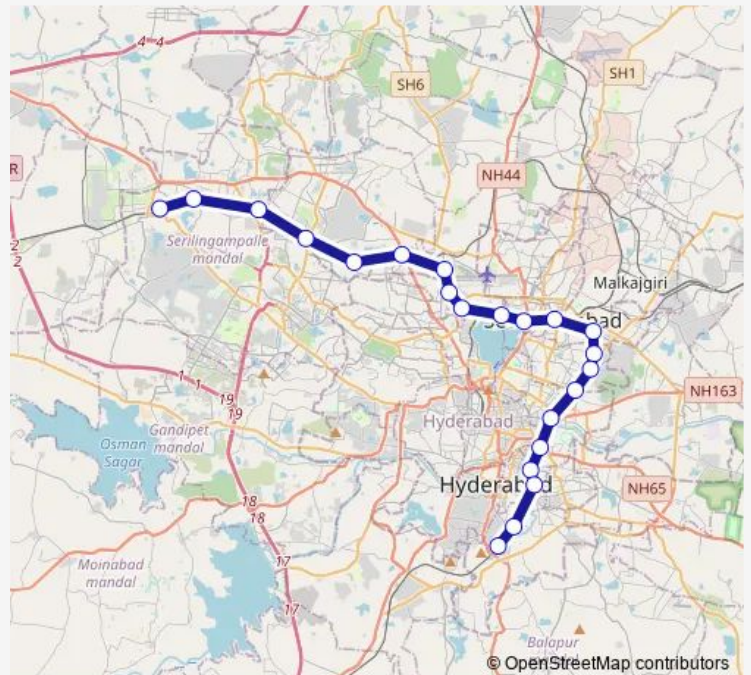 4 4
SH6
SH1
R
NH44
Serilingampalle
mandal
2
2
Malkajgiri
bad
1
1
19
19
NH163
Hyderabad
Gandipet
mandal
Osman
Sagar
Hyderabad
NH65
18
18
Moinabad
mandal
17
17
Balapur
© OpenStreetMap contributors